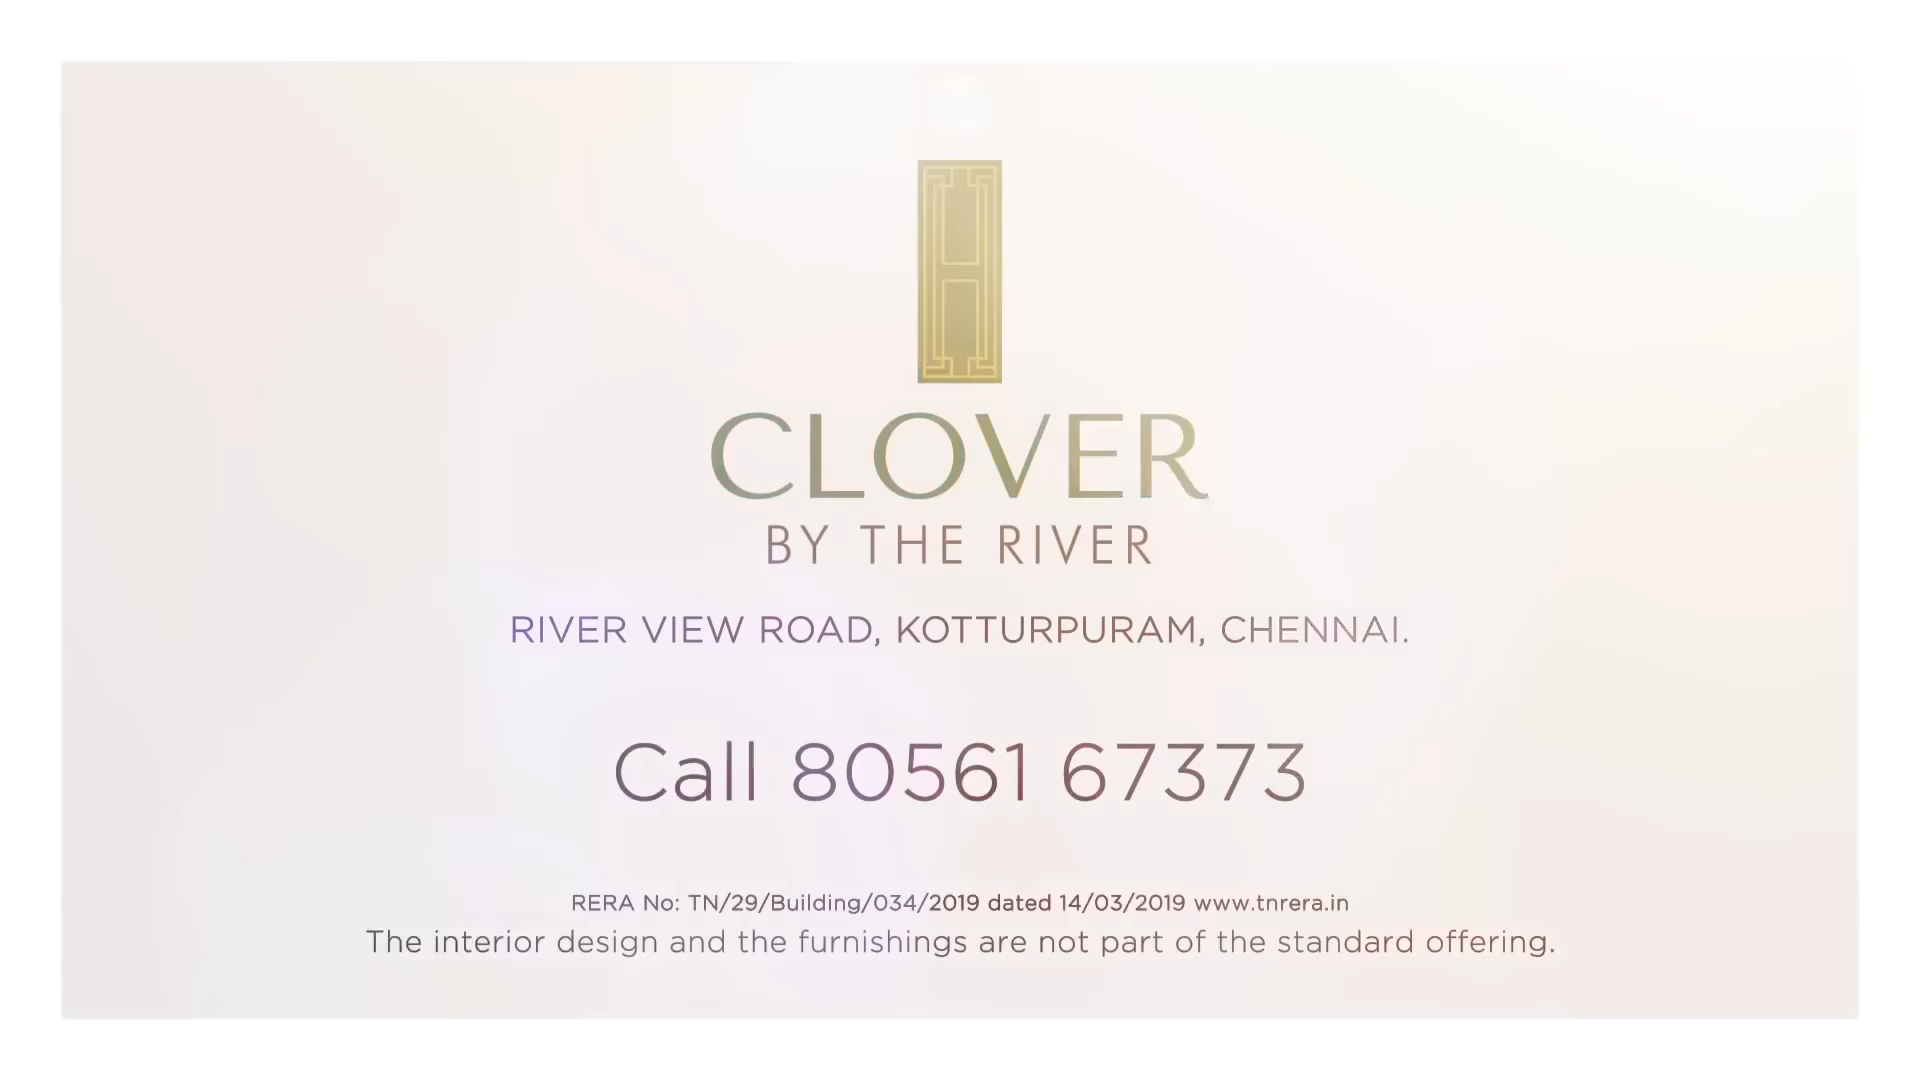 CLOVER
BY THE RIVER
RIVER VIEW ROAD, KOTTURPURAM, CHENNAI.
Call 80561 67373
RERA No: TN/29/Building/034/2019 dated 14/03/2019 www.tnrera.in
The interior design and the furnishings are not part of the standard offering.